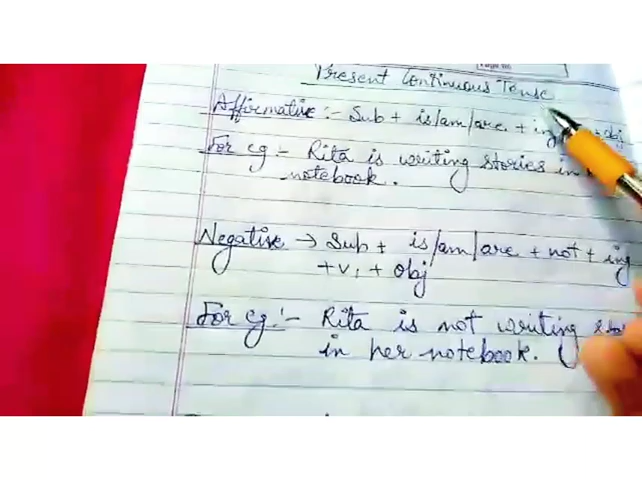 Present Continuous Tense
Affirmative :- Sub + is/am/are + ing + obj
For eg :- Rita is writing stories in
notebook.
Negative → Sub + is/am/are + not + ing
+ v1 + obj
For eg :- Rita is not writing
in her notebook.